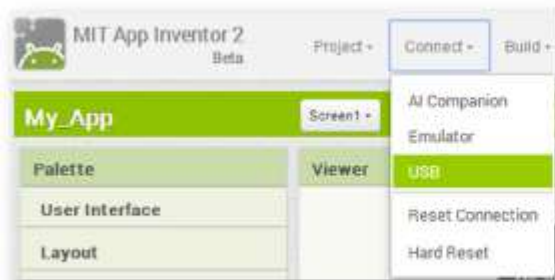 MIT App Inventor 2
Beta
Project
Connect
Build
My_App
Screen1
AI Companion
Emulator
USB
Reset Connection
Hard Reset
Palette
Viewer
User Interface
Layout